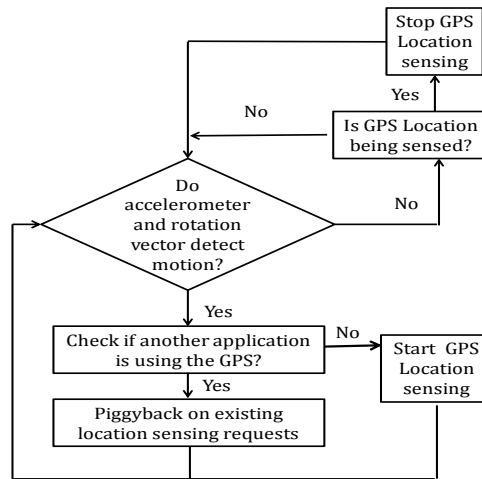 Stop GPS
Location
sensing
Yes
No
Is GPS Location
being sensed?
Do
accelerometer
and rotation
vector detect
motion?
No
Yes
Check if another application
is using the GPS?
No
Start GPS
Location
sensing
Yes
Piggyback on existing
location sensing requests